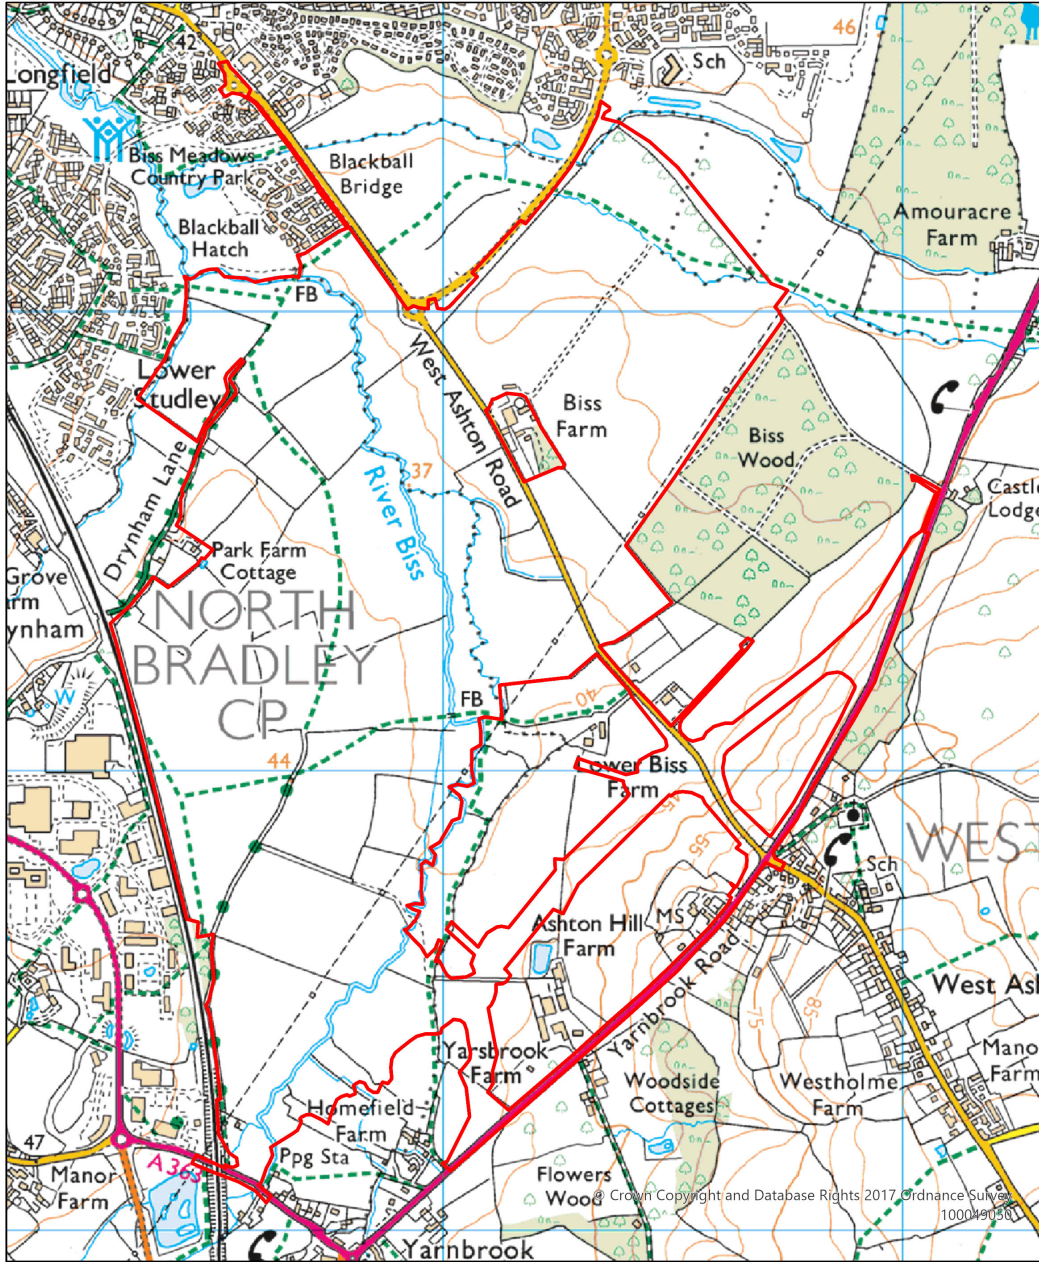 42
46
Longfield
Sch
Biss Meadows
Country Park
Blackball
Bridge
Blackball
Hatch
Amouracre
Farm
FB
Lower
Studley
West Ashton Road
Biss
Farm
Biss
Wood
37
Drynham Lane
River Biss
Castle
Lodge
Park Farm
Cottage
Grove
arm
ynham
NORTH
BRADLEY
CP
W
FB
40
44
Lower Biss
Farm
45
55
WEST
Sch
MS
Ashton Hill
Farm
Yarnbrook Road
West Ash
75
85
Yarsbrook
Farm
Manor
Farm
Woodside
Cottages
Westholme
Farm
Homefield
Farm
47
Ppg Sta
A 363
Manor
Farm
Flowers
Wood
© Crown Copyright and Database Rights 2017 Ordnance Survey
100049050
Yarnbrook